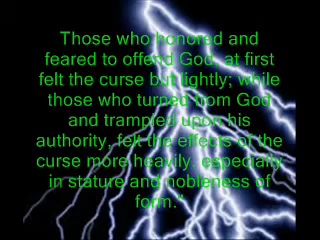 Those who honored and
feared to offend God, at first
felt the curse but lightly; while
those who turned from God
and trampled upon his
authority, felt the effects of the
curse more heavily, especially
in stature and nobleness of
form."